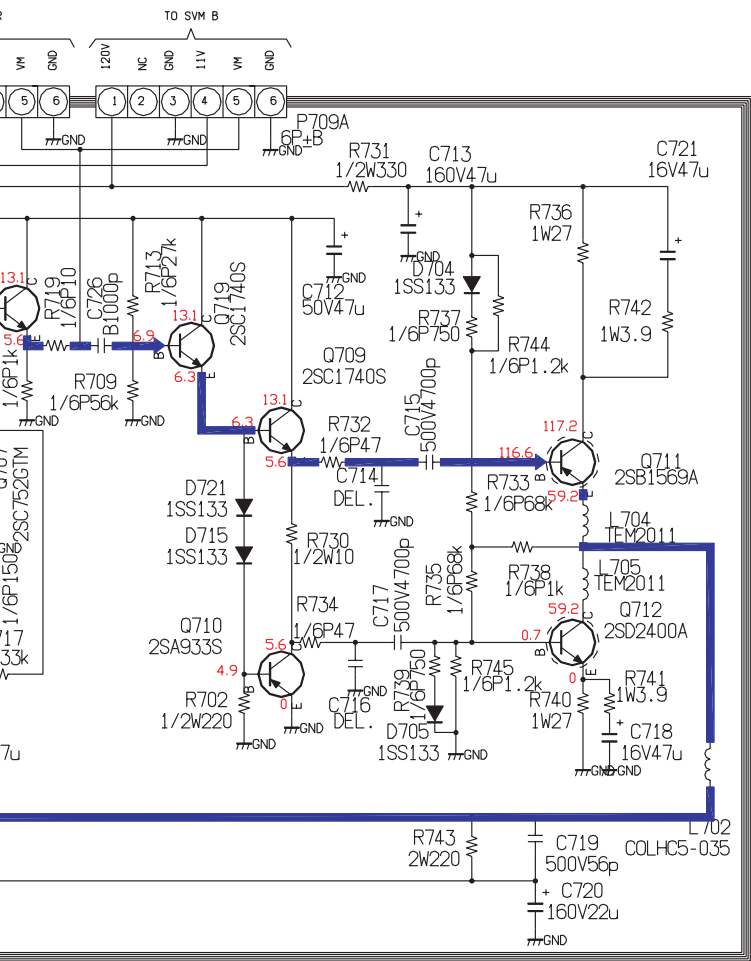 TO SVM B
VM
GND
120V
NC
GND
11V
VM
GND
5
6
1
2
3
4
5
6
GND
GND
GND
P709A
6P±B
R731
1/2W330
C713
160V47u
C721
16V47u
R736
1W27
GND
GND
C712
50V47u
D704
1SS133
R737
1/6P750
R744
1/6P1.2k
R742
1W3.9
13.1
C
E
5.6
R719
1/6P10
C726
B1000p
R713
1/6P27k
6.9
B
13.1
C
Q719
2SC1740S
E
6.3
1/6P1k
GND
R709
1/6P56k
GND
Q709
2SC1740S
13.1
C
6.3
B
5.6
E
R732
1/6P47
C714
DEL.
GND
C715
500V4700p
117.2
C
116.6
B
59.2
E
Q711
2SB1569A
R733
1/6P68k
2SC752GTM
GND
1/6P150
D721
1SS133
D715
1SS133
R730
1/2W10
L704
TEM2011
L705
TEM2011
R738
1/6P1k
R735
1/6P68k
C717
500V4700p
R734
1/6P47
Q710
2SA933S
5.6
C
4.9
B
0
E
59.2
C
0.7
B
0
E
Q712
2SD2400A
17
33k
R702
1/2W220
GND
GND
C716
DEL.
GND
R739
1/6P750
R745
1/6P1.2k
D705
1SS133
GND
R740
1W27
R741
1W3.9
C718
16V47u
GND
GND
7u
L702
COLHC5-035
R743
2W220
C719
500V56p
C720
160V22u
GND